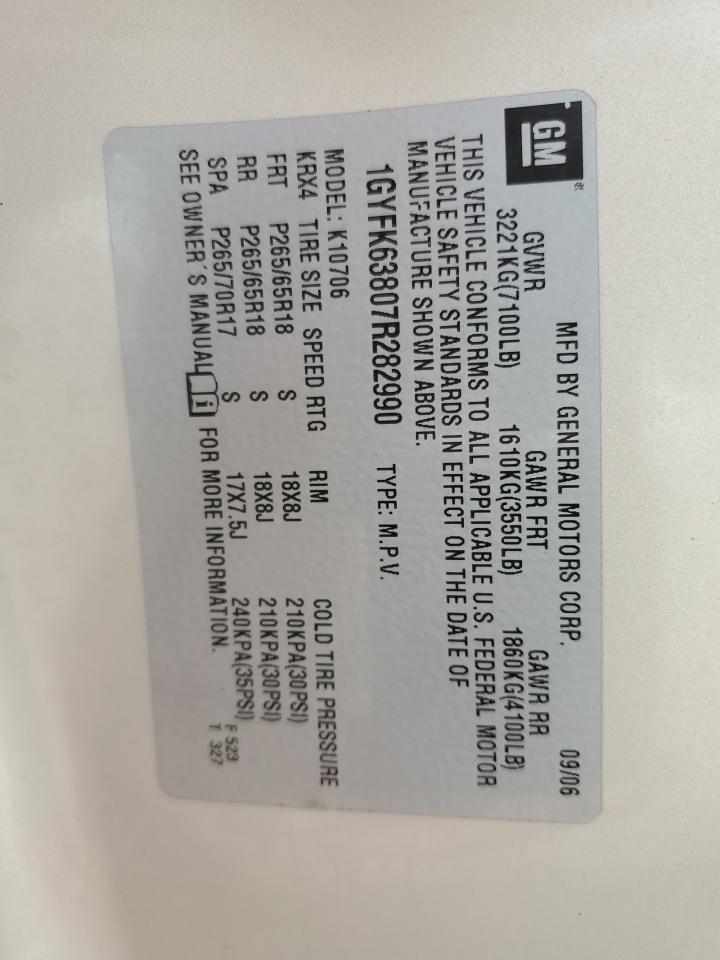 GM ®
MFD BY GENERAL MOTORS CORP. 09/06
GVWR GAWR FRT GAWR RR
3221KG(7100LB) 1610KG(3550LB) 1860KG(4100LB)
THIS VEHICLE CONFORMS TO ALL APPLICABLE U.S. FEDERAL MOTOR
VEHICLE SAFETY STANDARDS IN EFFECT ON THE DATE OF
MANUFACTURE SHOWN ABOVE.
1GYFK63807R282990 TYPE: M.P.V.
MODEL: K10706
KRX4 TIRE SIZE SPEED RTG RIM COLD TIRE PRESSURE
FRT P265/65R18 S 18X8J 210KPA(30PSI)
RR P265/65R18 S 18X8J 210KPA(30PSI)
SPA P265/70R17 S 17X7.5J 240KPA(35PSI)
SEE OWNER'S MANUAL i FOR MORE INFORMATION.
F 523
T 327